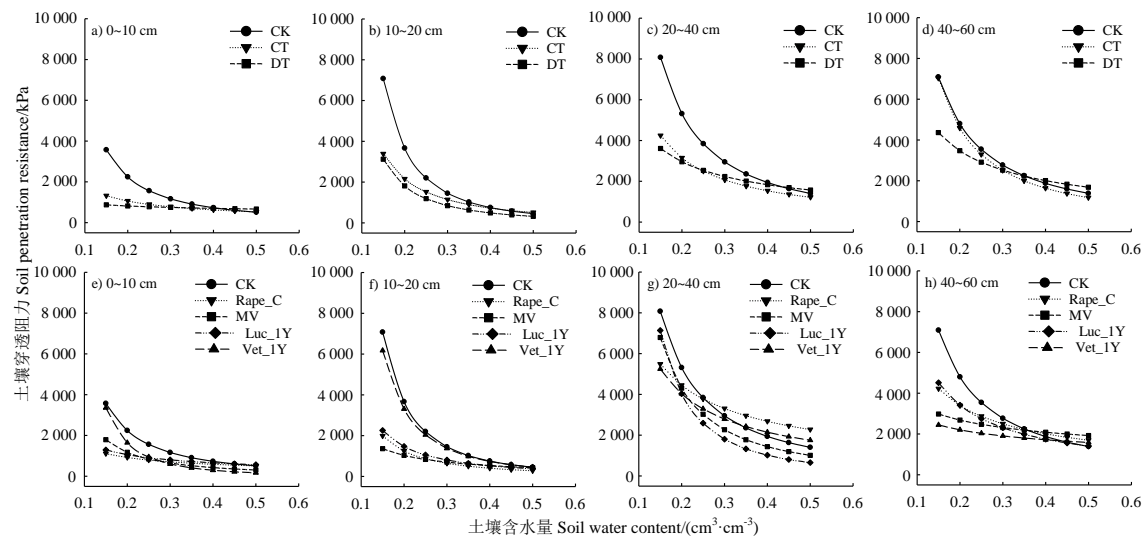 10 000
8 000
6 000
4 000
2 000
0
a) 0~10 cm
CK
CT
DT
0.1 0.2 0.3 0.4 0.5 0.6
10 000
8 000
6 000
4 000
2 000
0
b) 10~20 cm
CK
CT
DT
0.1 0.2 0.3 0.4 0.5 0.6
10 000
8 000
6 000
4 000
2 000
0
c) 20~40 cm
CK
CT
DT
0.1 0.2 0.3 0.4 0.5 0.6
10 000
8 000
6 000
4 000
2 000
0
d) 40~60 cm
CK
CT
DT
0.1 0.2 0.3 0.4 0.5 0.6
土壤穿透阻力 Soil penetration resistance/kPa
10 000
8 000
6 000
4 000
2 000
0
e) 0~10 cm
CK
Rape_C
MV
Luc_1Y
Vet_1Y
0.1 0.2 0.3 0.4 0.5 0.6
10 000
8 000
6 000
4 000
2 000
0
f) 10~20 cm
CK
Rape_C
MV
Luc_1Y
Vet_1Y
0.1 0.2 0.3 0.4 0.5 0.6
10 000
8 000
6 000
4 000
2 000
0
g) 20~40 cm
CK
Rape_C
MV
Luc_1Y
Vet_1Y
0.1 0.2 0.3 0.4 0.5 0.6
10 000
8 000
6 000
4 000
2 000
0
h) 40~60 cm
CK
Rape_C
MV
Luc_1Y
Vet_1Y
0.1 0.2 0.3 0.4 0.5 0.6
土壤含水量 Soil water content/(cm³·cm⁻³)